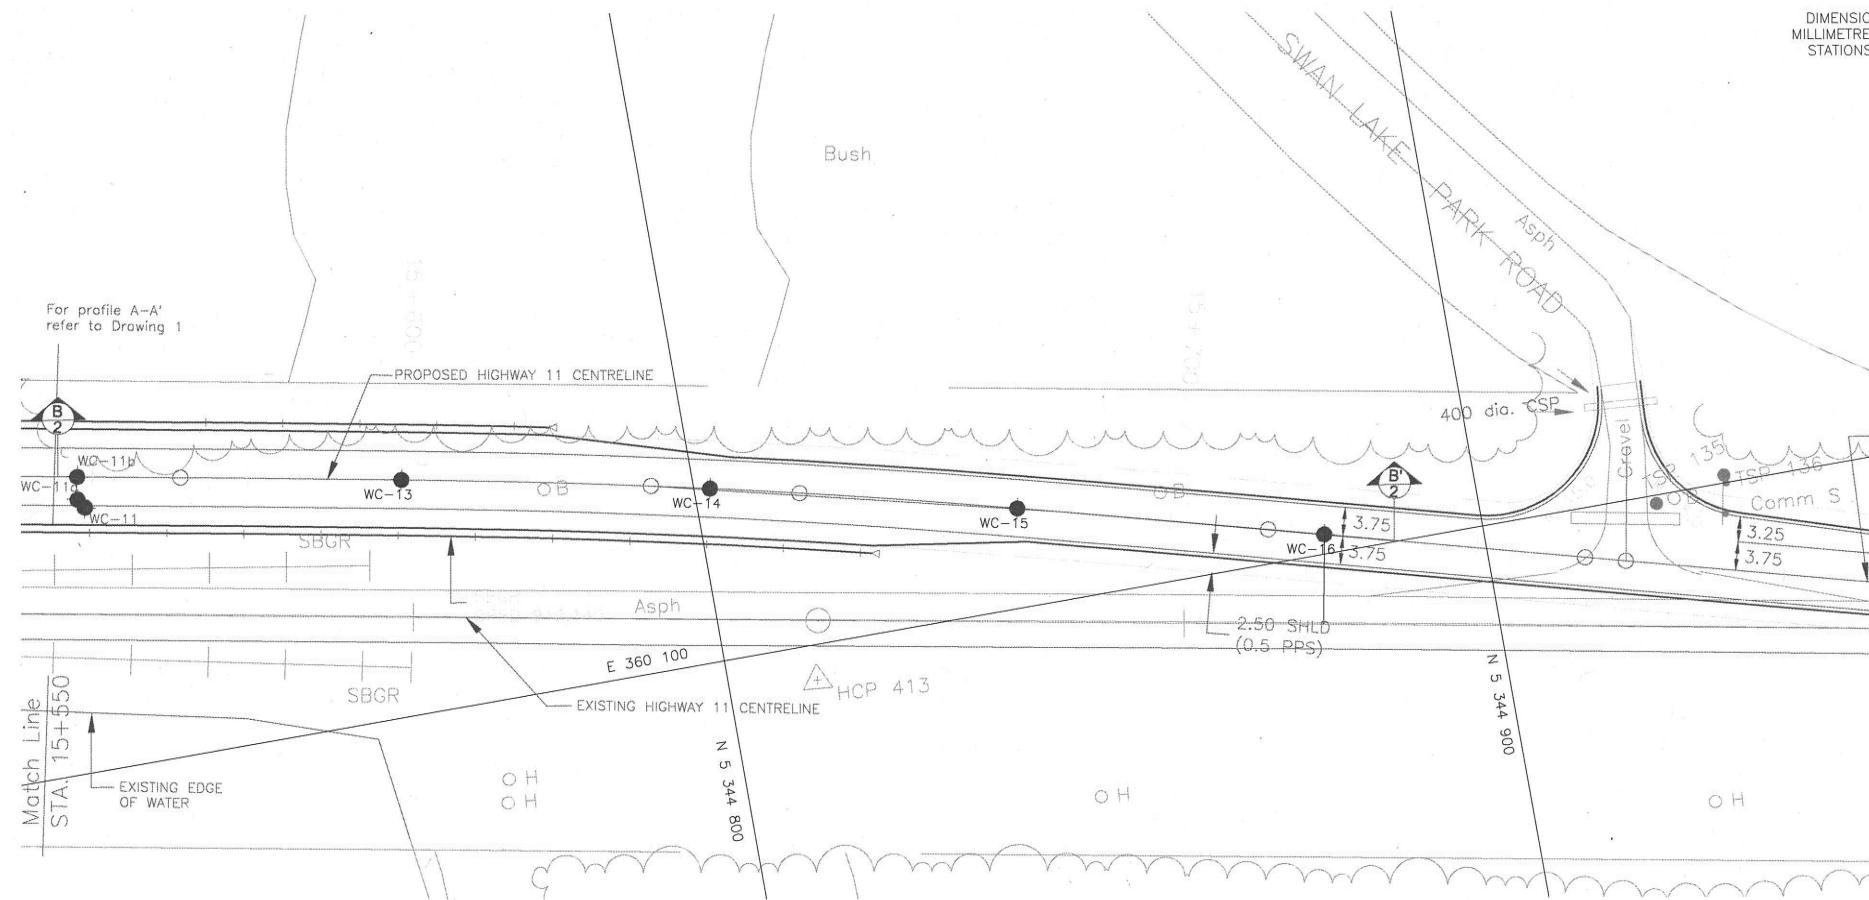 DIMENSIO
MILLIMETRE
STATIONS
SWAN LAKE PARK ROAD
Asph
Bush
For profile A-A'
refer to Drawing 1
15+600
15+700
PROPOSED HIGHWAY 11 CENTRELINE
400 dia. CSP
Gravel
B
2
WC-11b
WC-11a
WC-11
WC-13
B
WC-14
WC-15
B
B'
2
WC-16
3.75
3.75
TSP 135
TSP 136
Comm S
3.25
3.75
SBGR
Asph
2.50 SHLD
(0.5 PPS)
E 360 100
HCP 413
SBGR
EXISTING HIGHWAY 11 CENTRELINE
N 5 344 800
N 5 344 900
Match Line
STA. 15+550
EXISTING EDGE
OF WATER
H
H
H
H